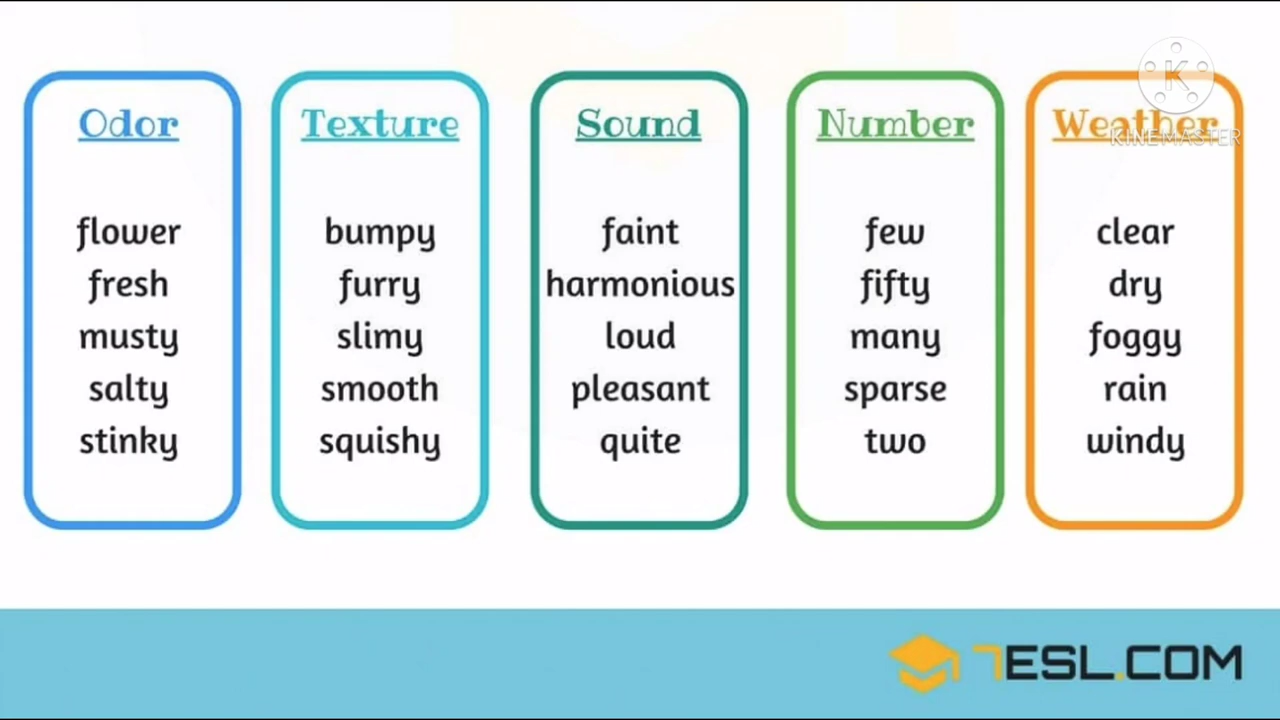 Odor
flower
fresh
musty
salty
stinky
Texture
bumpy
furry
slimy
smooth
squishy
Sound
faint
harmonious
loud
pleasant
quite
Number
few
fifty
many
sparse
two
Weather
clear
dry
foggy
rain
windy
K
KINEMASTER
7ESL.COM